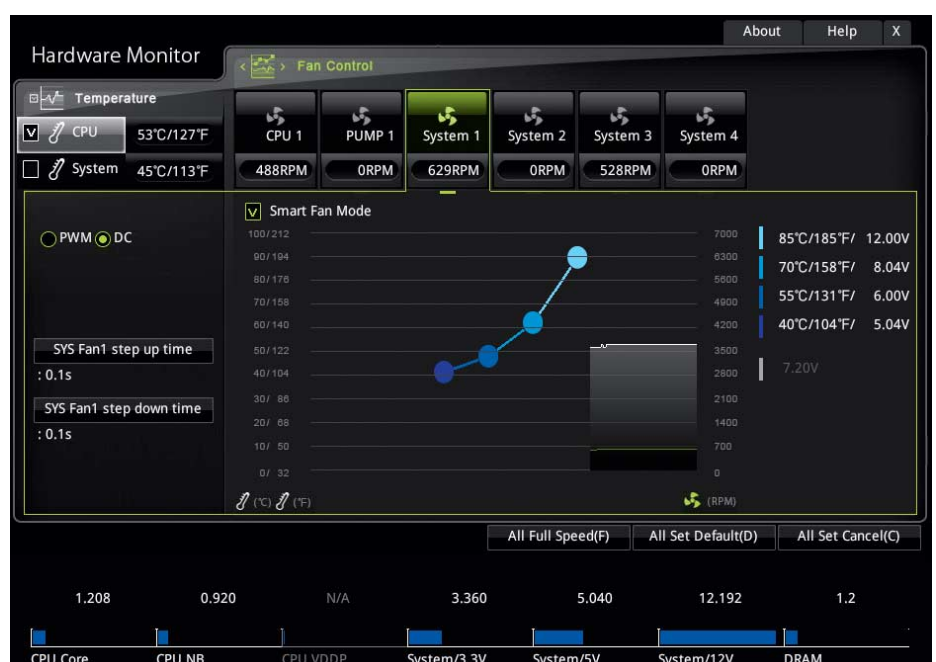 About Help X
Hardware Monitor
Fan Control
Temperature
CPU 53°C/127°F
System 45°C/113°F
CPU 1 PUMP 1 System 1 System 2 System 3 System 4
488RPM 0RPM 629RPM 0RPM 528RPM 0RPM
Smart Fan Mode
PWM DC
SYS Fan1 step up time
: 0.1s
SYS Fan1 step down time
: 0.1s
100/212 7000
90/194 6300
80/176 5600
70/158 4900
60/140 4200
50/122 3500
40/104 2800
30/ 86 2100
20/ 68 1400
10/ 50 700
0/ 32 0
(°C) (°F) (RPM)
85°C/185°F/ 12.00V
70°C/158°F/ 8.04V
55°C/131°F/ 6.00V
40°C/104°F/ 5.04V
7.20V
All Full Speed(F) All Set Default(D) All Set Cancel(C)
1.208 0.920 N/A 3.360 5.040 12.192 1.2
CPU Core CPU NB CPU VDDP System/3.3V System/5V System/12V DRAM